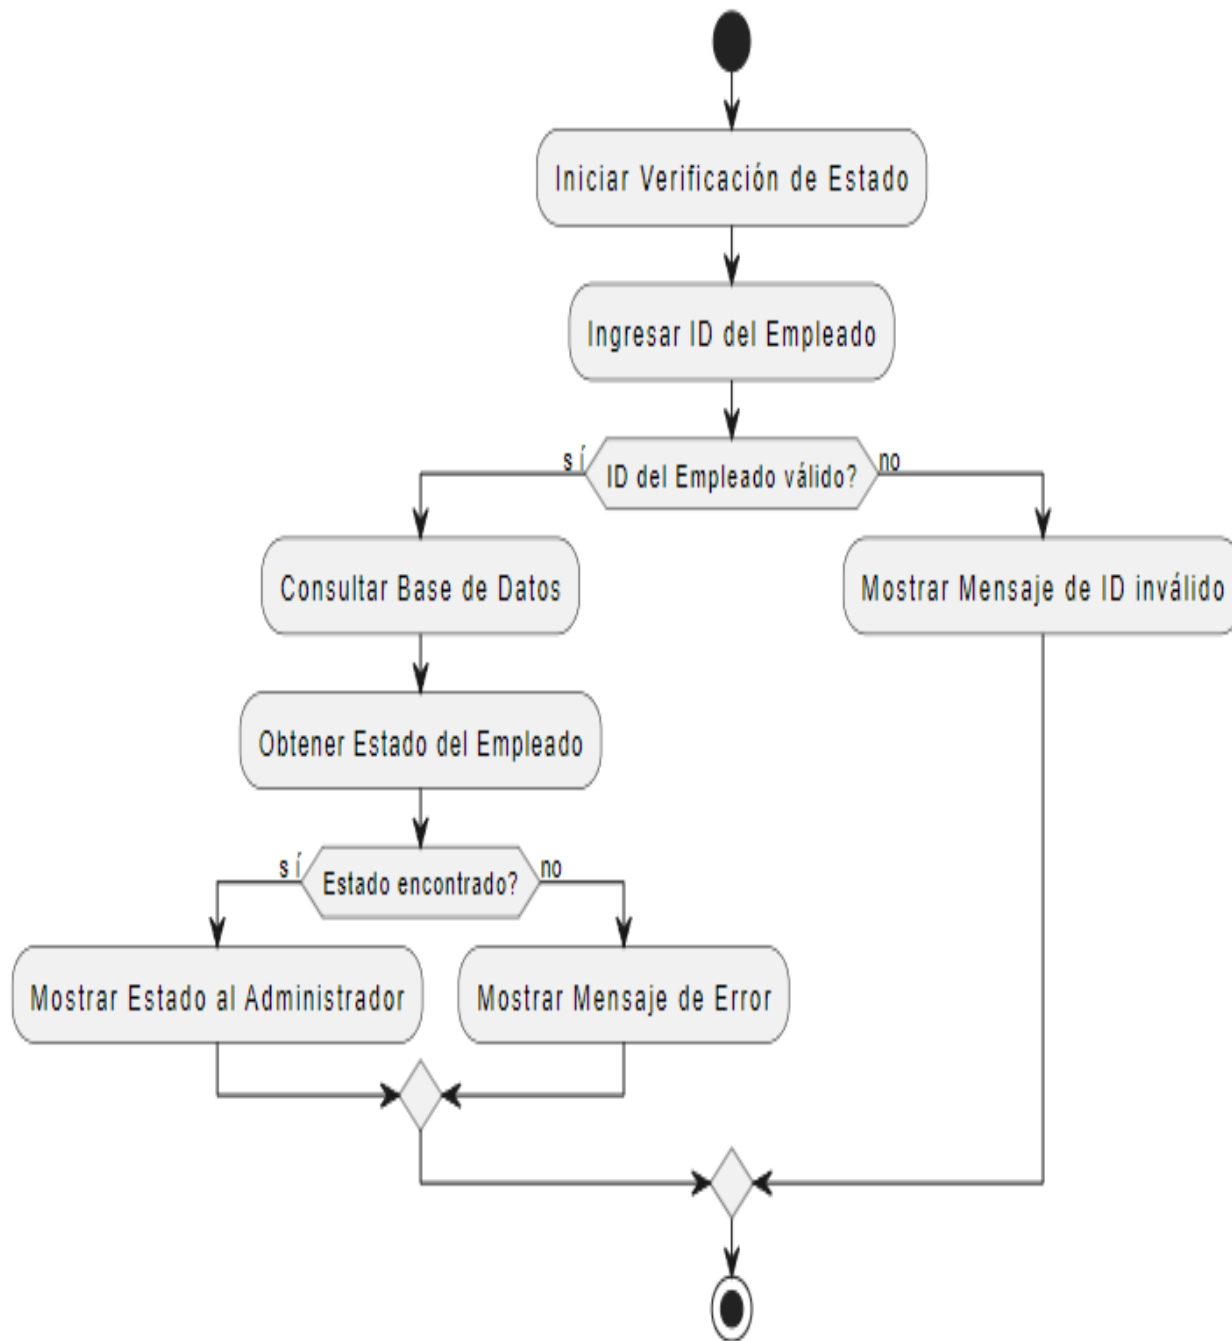 Iniciar Verificación de Estado
Ingresar ID del Empleado
sí
ID del Empleado válido?
no
Consultar Base de Datos
Mostrar Mensaje de ID inválido
Obtener Estado del Empleado
sí
Estado encontrado?
no
Mostrar Estado al Administrador
Mostrar Mensaje de Error